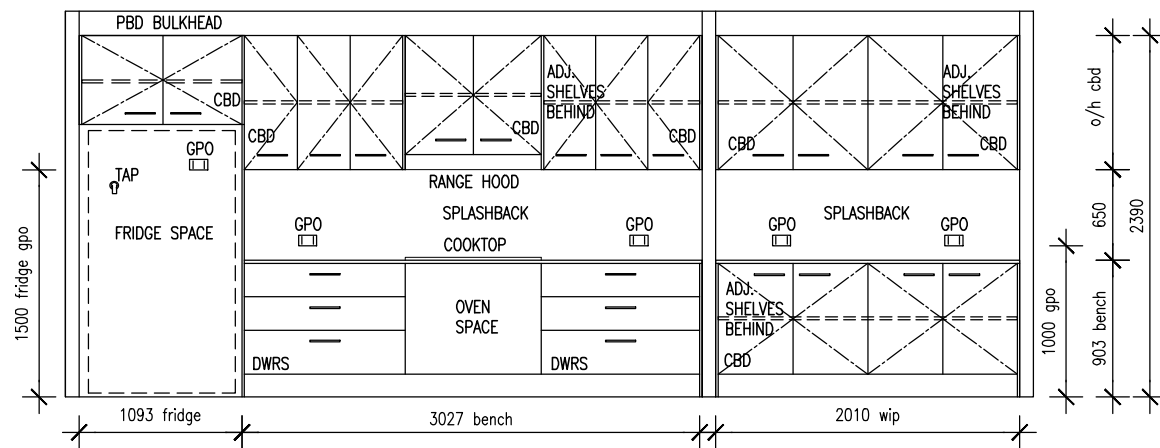 PBD BULKHEAD
CBD
CBD
CBD
ADJ.
SHELVES
BEHIND
CBD
CBD
ADJ.
SHELVES
BEHIND
CBD
GPO
TAP
FRIDGE SPACE
RANGE HOOD
SPLASHBACK
GPO
COOKTOP
GPO
SPLASHBACK
GPO
GPO
OVEN
SPACE
DWRS
DWRS
ADJ.
SHELVES
BEHIND
CBD
1500 fridge gpo
1000 gpo
o/h cbd
650
903 bench
2390
1093 fridge
3027 bench
2010 wip